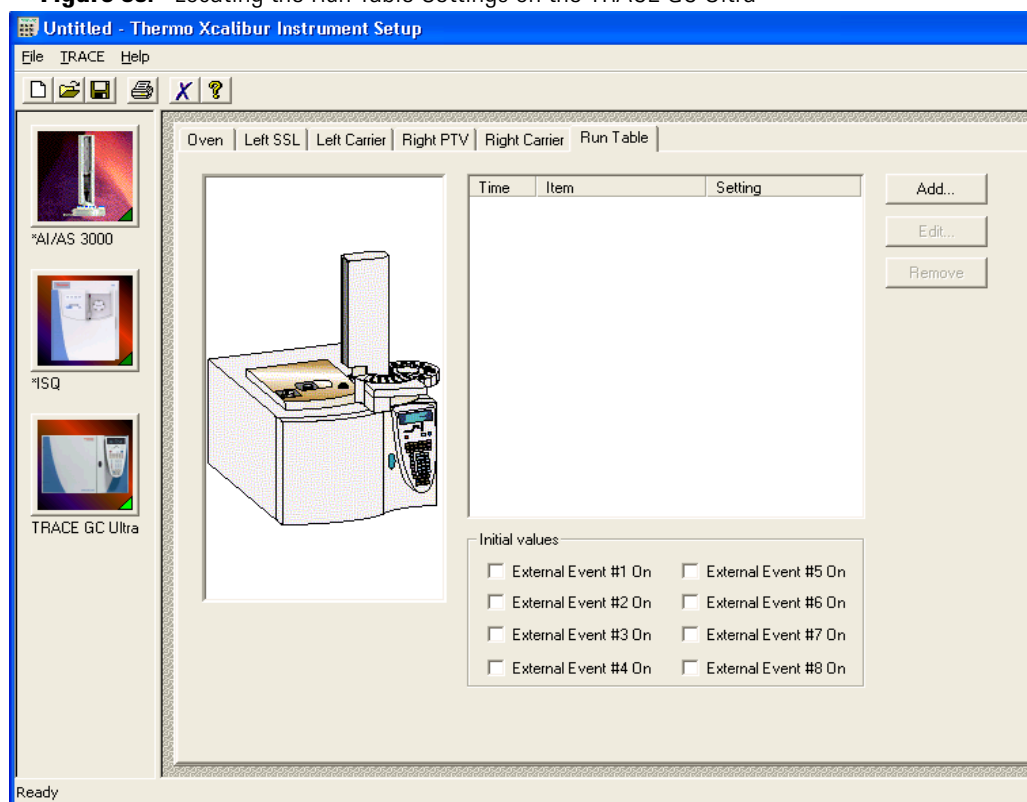 Locating the Run Table Settings on the TRACE GC Ultra
Untitled - Thermo Xcalibur Instrument Setup
File TRACE Help
Oven Left SSL Left Carrier Right PTV Right Carrier Run Table
Time Item Setting
Add...
Edit...
Remove
*AI/AS 3000
*ISQ
TRACE GC Ultra
Initial values
External Event #1 On External Event #5 On
External Event #2 On External Event #6 On
External Event #3 On External Event #7 On
External Event #4 On External Event #8 On
Ready